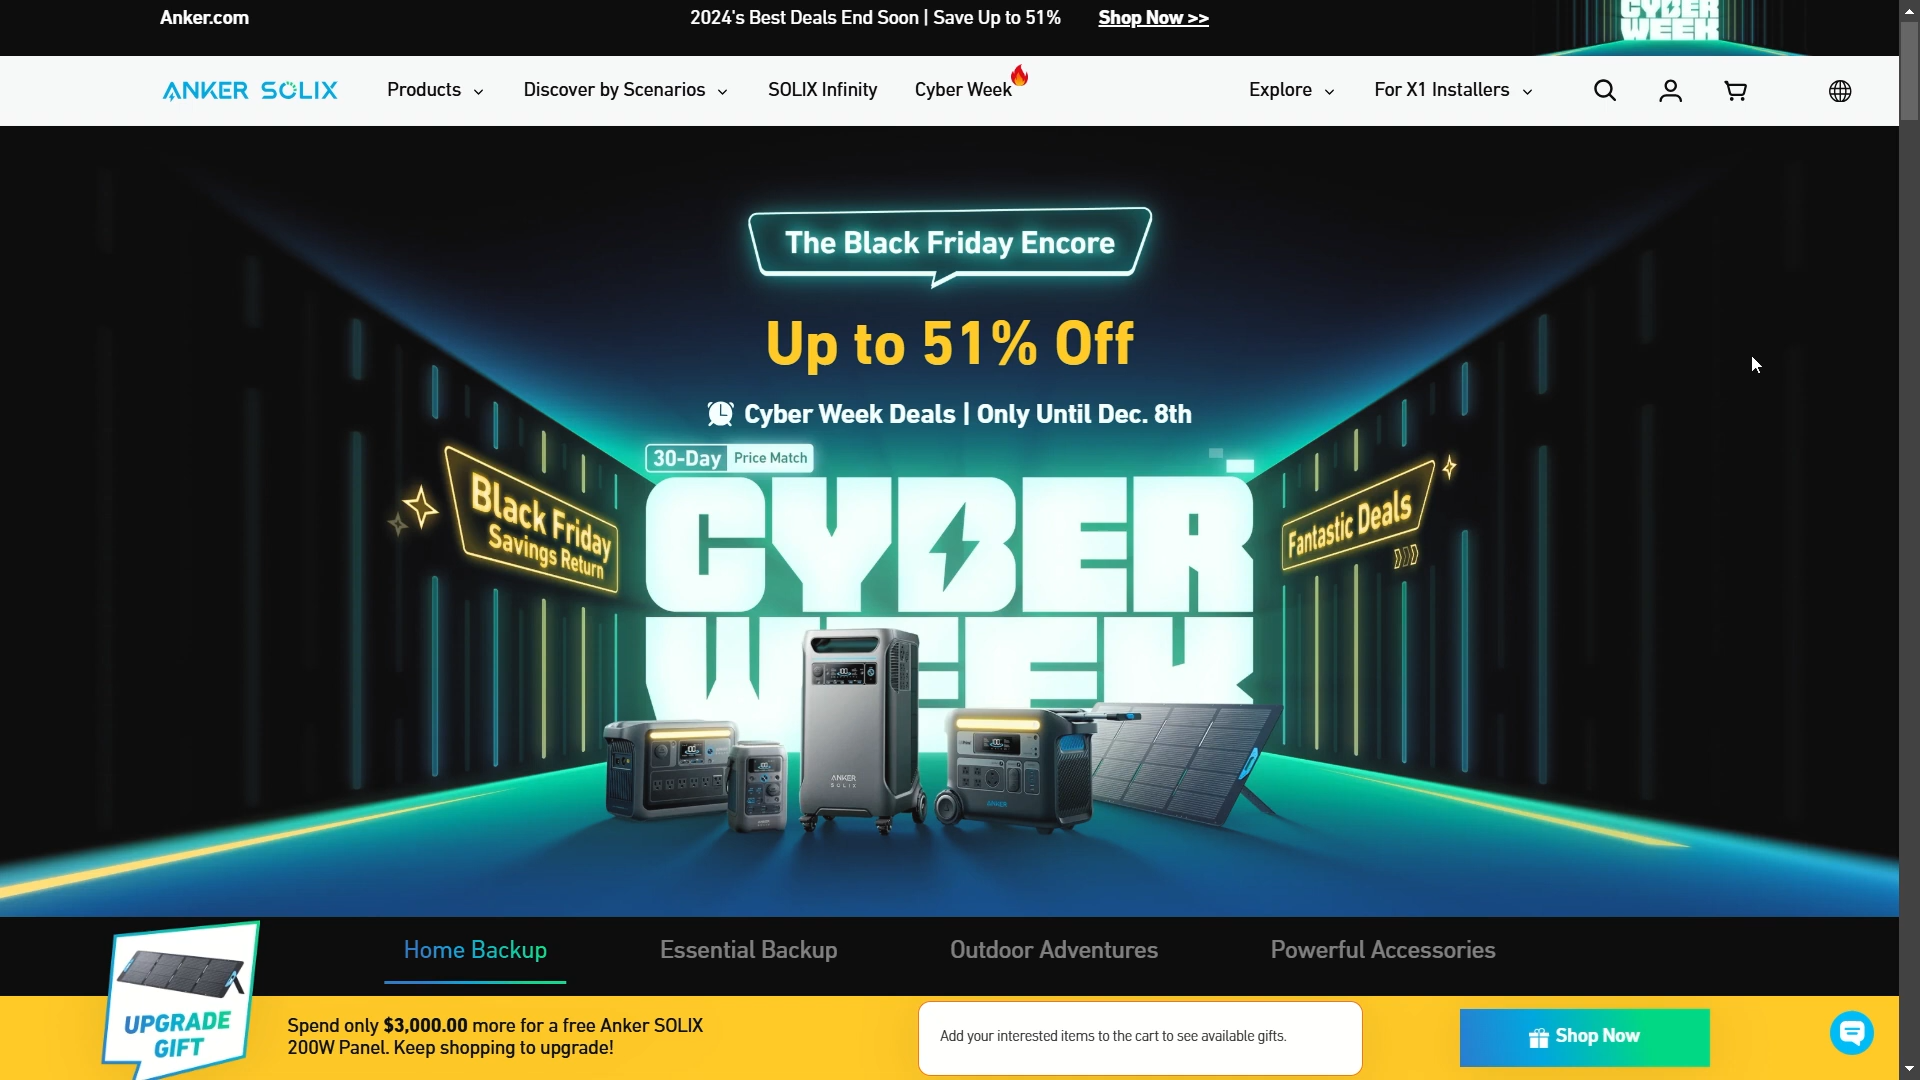 Anker.com
2024's Best Deals End Soon | Save Up to 51%
Shop Now >>
CYBER
WEEK
ANKER SOLIX
Products
Discover by Scenarios
SOLIX Infinity
Cyber Week
Explore
For X1 Installers
The Black Friday Encore
Up to 51% Off
Cyber Week Deals | Only Until Dec. 8th
30-Day Price Match
CYBER
WEEK
Black Friday
Savings Return
Fantastic Deals
ANKER
SOLIX
ANKER
Home Backup
Essential Backup
Outdoor Adventures
Powerful Accessories
UPGRADE
GIFT
Spend only $3,000.00 more for a free Anker SOLIX
200W Panel. Keep shopping to upgrade!
Add your interested items to the cart to see available gifts.
Shop Now